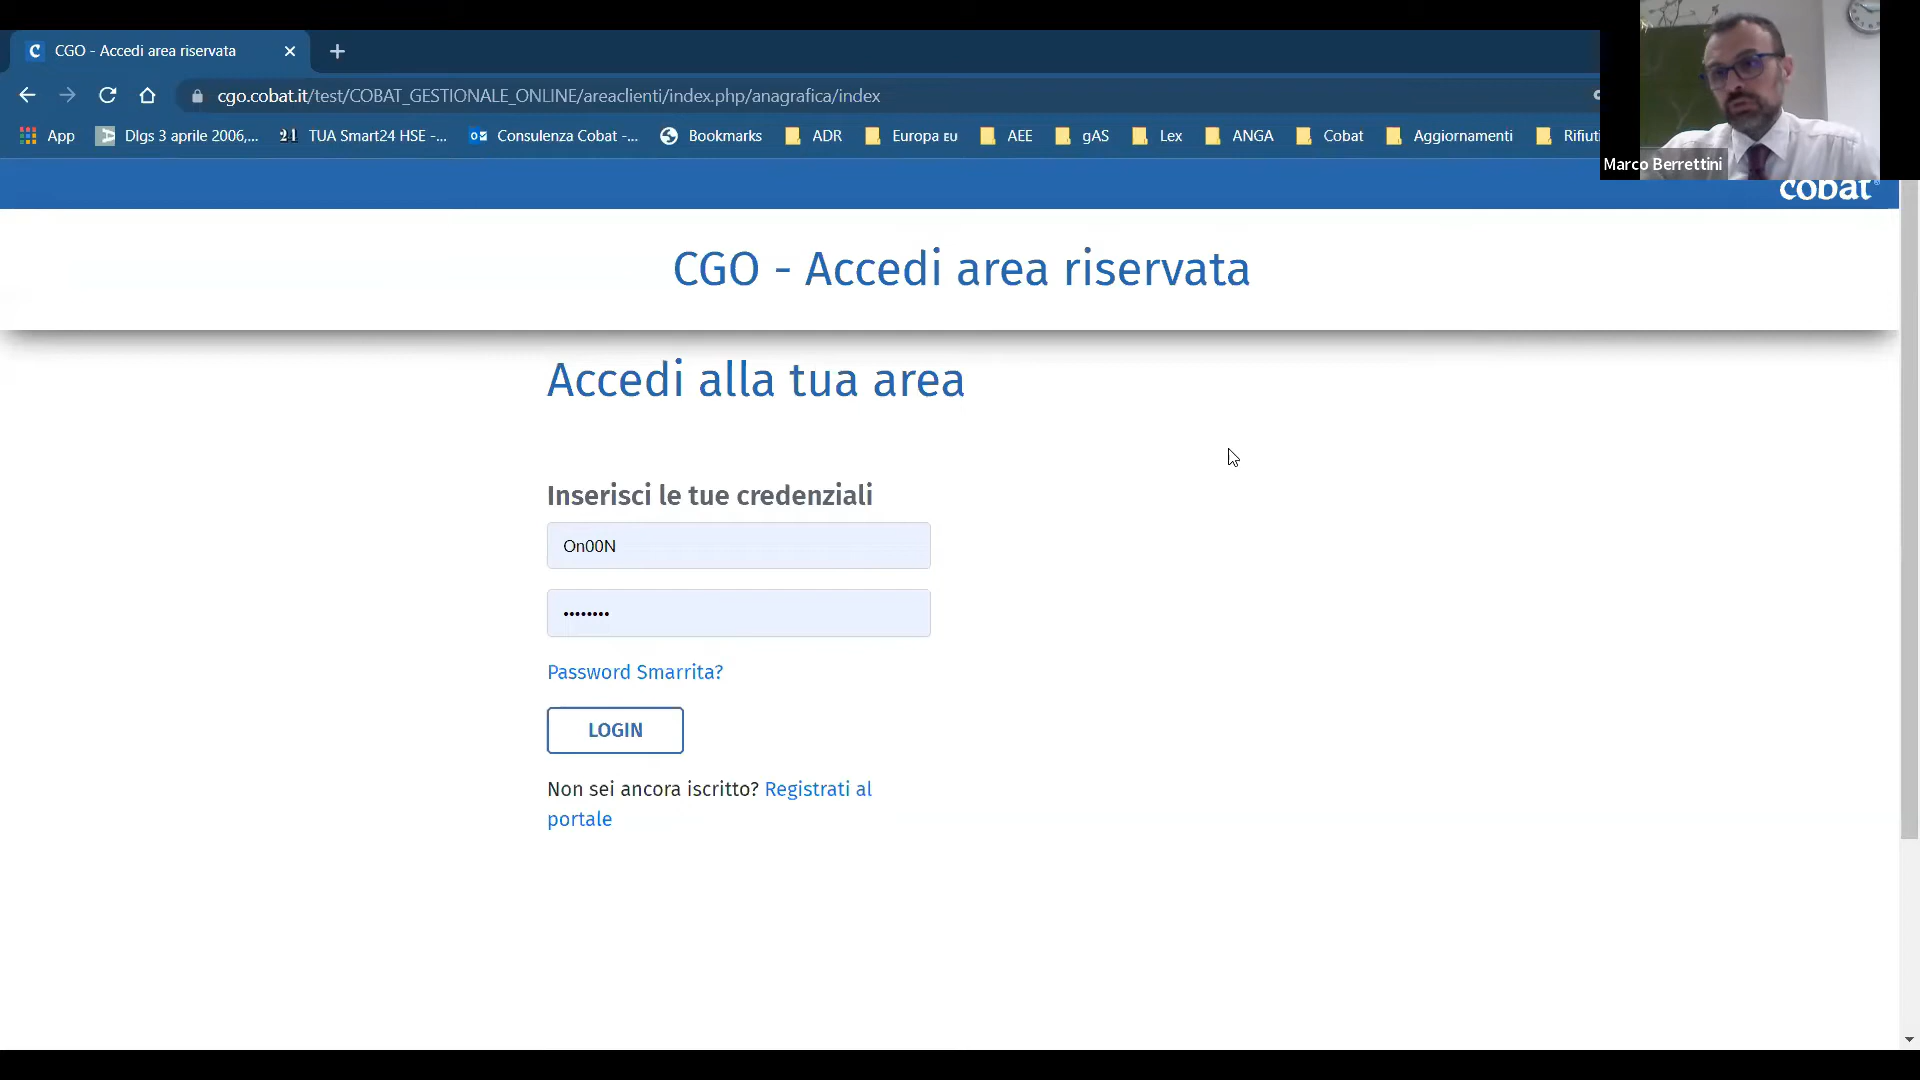 CGO - Accedi area riservata
cgo.cobat.it/test/COBAT_GESTIONALE_ONLINE/areaclienti/index.php/anagrafica/index
App Dlgs 3 aprile 2006,... 24 TUA Smart24 HSE -... Consulenza Cobat -... Bookmarks ADR Europa EU AEE gAS Lex ANGA Cobat Aggiornamenti Rifiuti
Marco Berrettini
cobat
CGO - Accedi area riservata
Accedi alla tua area
Inserisci le tue credenziali
On00N
••••••••
Password Smarrita?
LOGIN
Non sei ancora iscritto? Registrati al
portale